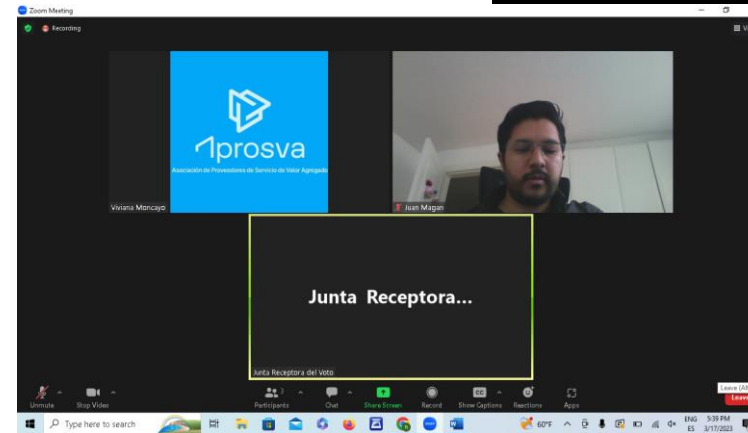 Zoom Meeting
Recording
Aprosva
Asociación de Proveedores de Servicio de Valor Agregado
Viviana Moncayo
Juan Magan
Junta Receptora...
Junta Receptora del Voto
Unmute
Stop Video
Participants
Chat
Share Screen
Record
Show Captions
Reactions
Apps
Leave
Type here to search
60°F
ENG
ES
5:39 PM
3/17/2023